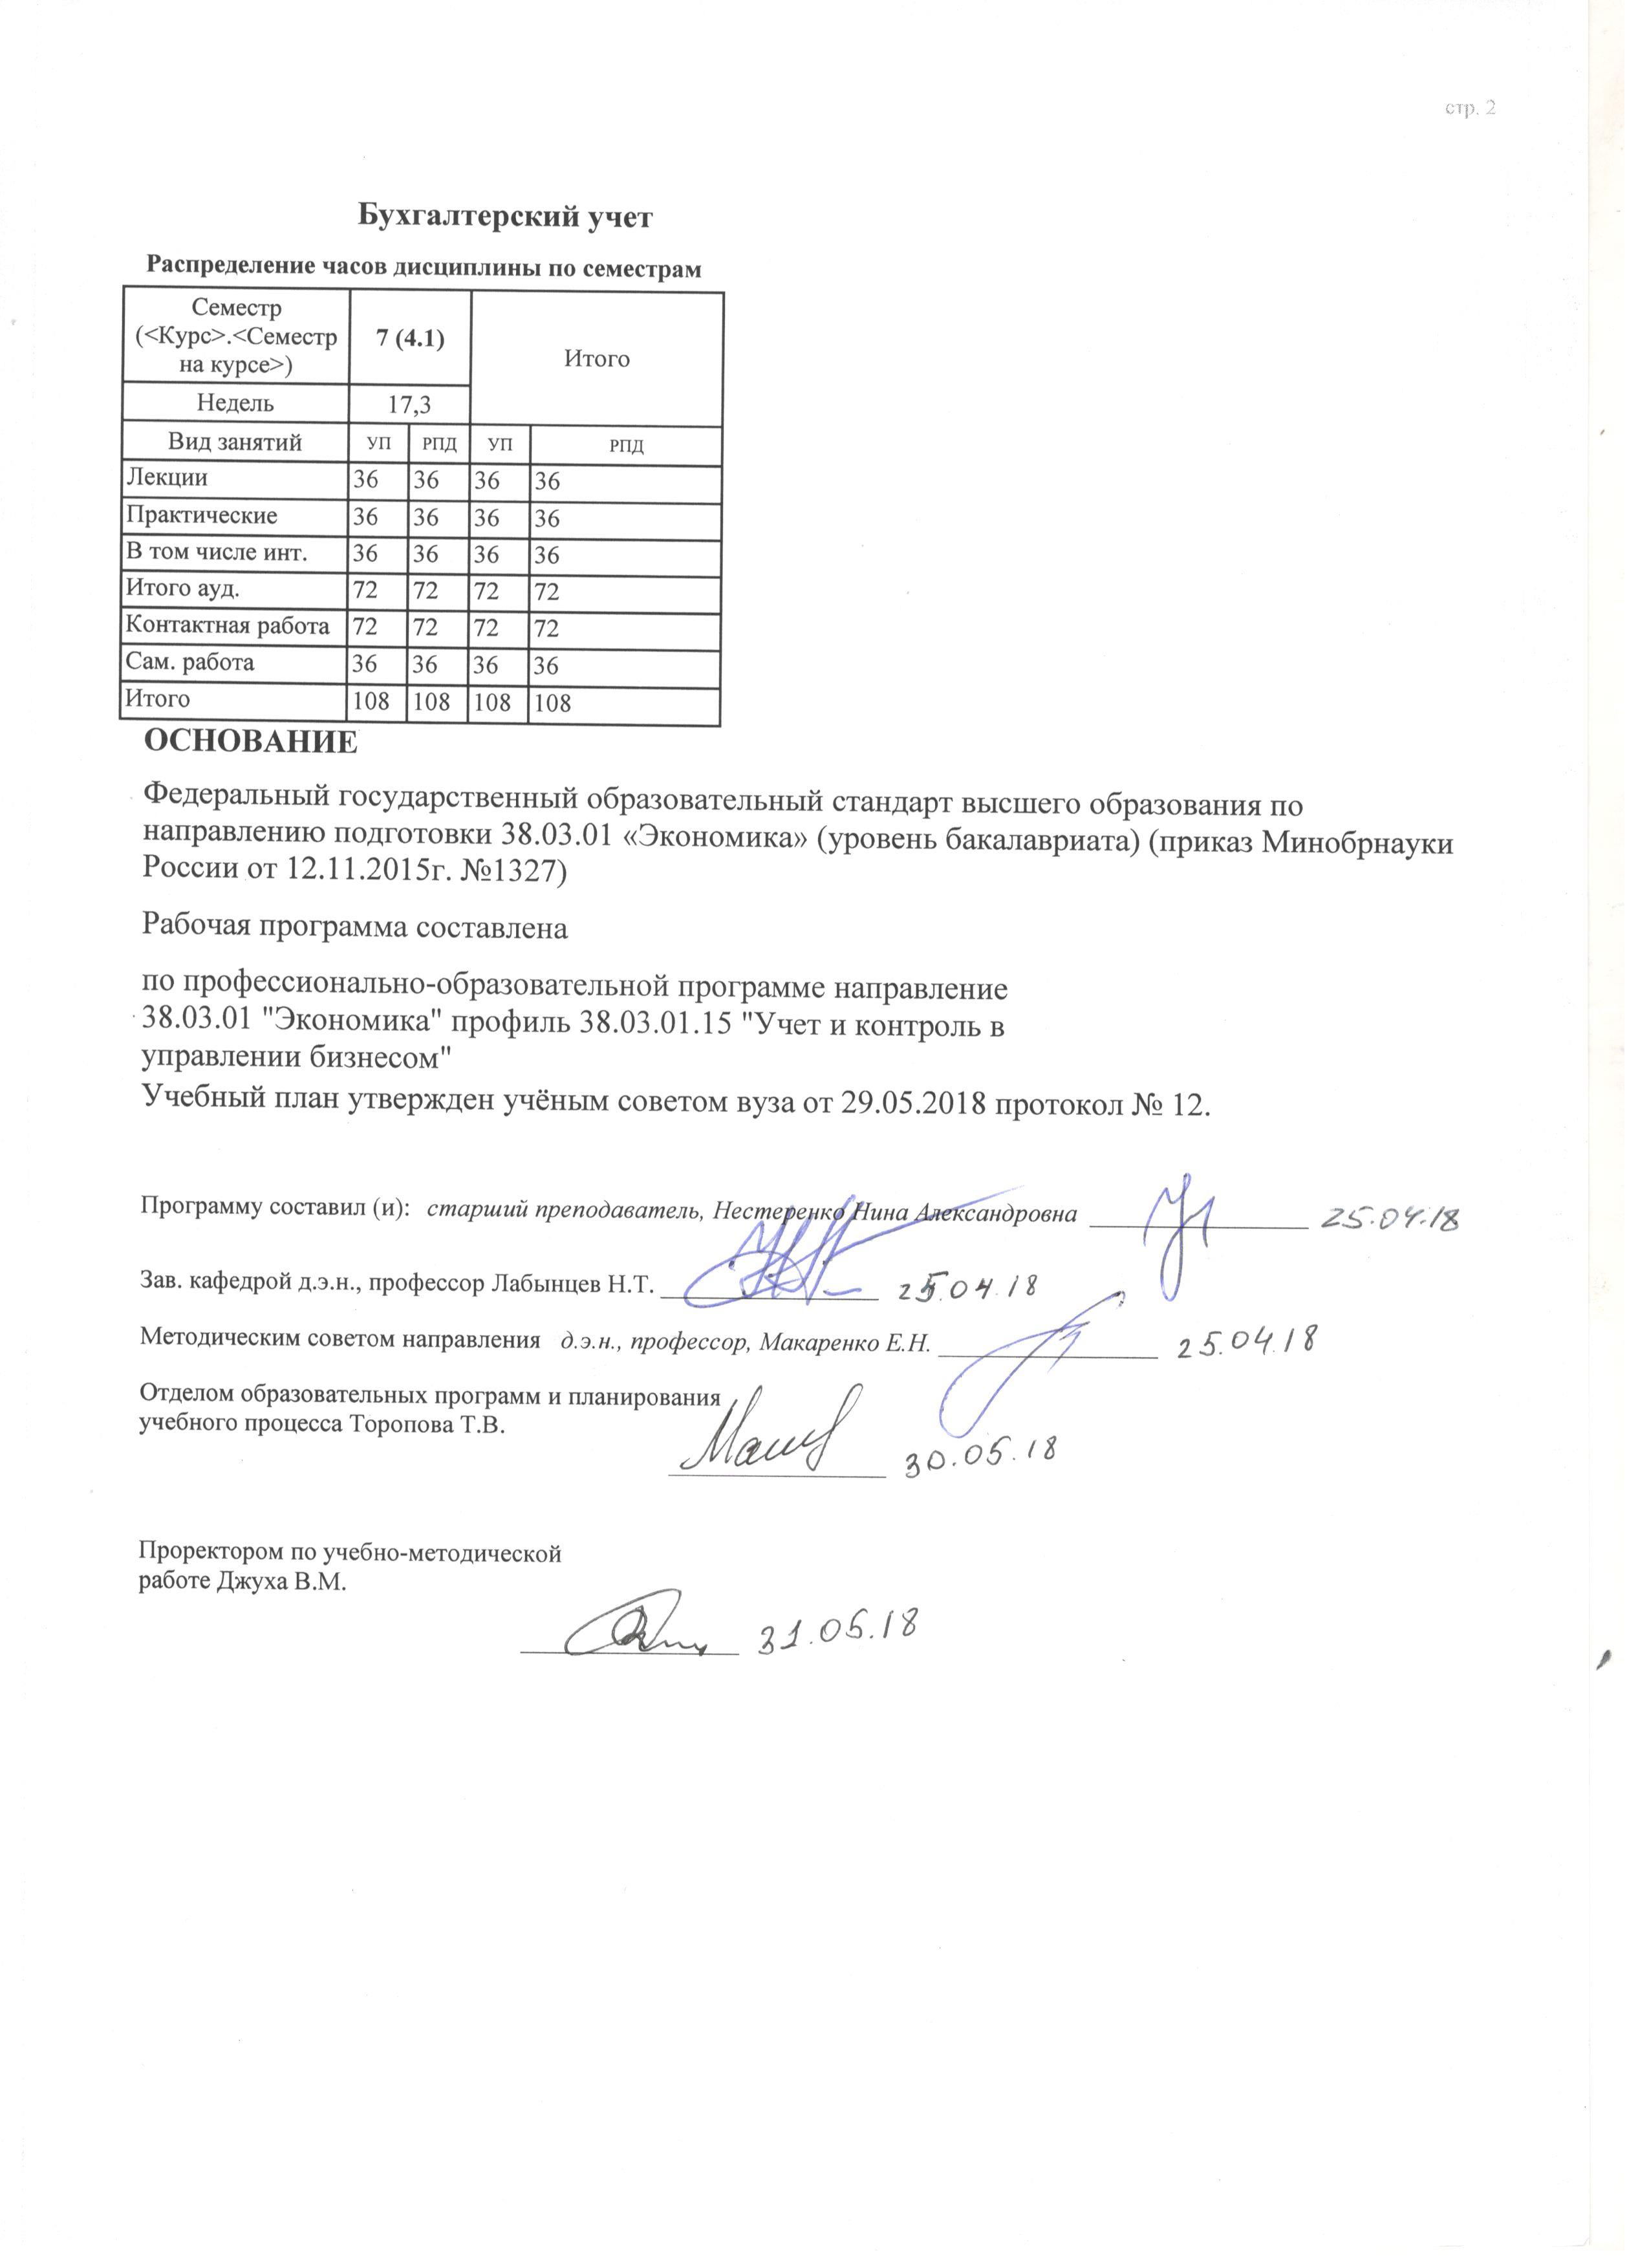 стр. 2
Бухгалтерский учет
Распределение часов дисциплины по семестрам
Семестр
(<Курс>.<Семестр
на курсе>)
7 (4.1)
Итого
Недель
17,3
Вид занятий УП РПД УП РПД
Лекции 36 36 36 36
Практические 36 36 36 36
В том числе инт. 36 36 36 36
Итого ауд. 72 72 72 72
Контактная работа 72 72 72 72
Сам. работа 36 36 36 36
Итого 108 108 108 108
ОСНОВАНИЕ
Федеральный государственный образовательный стандарт высшего образования по
направлению подготовки 38.03.01 «Экономика» (уровень бакалавриата) (приказ Минобрнауки
России от 12.11.2015г. №1327)
Рабочая программа составлена
по профессионально-образовательной программе направление
38.03.01 "Экономика" профиль 38.03.01.15 "Учет и контроль в
управлении бизнесом"
Учебный план утвержден учёным советом вуза от 29.05.2018 протокол № 12.
Программу составил (и): старший преподаватель, Нестеренко Нина Александровна 25.04.18
Зав. кафедрой д.э.н., профессор Лабынцев Н.Т. 25.04.18
Методическим советом направления д.э.н., профессор, Макаренко Е.Н. 25.04.18
Отделом образовательных программ и планирования
учебного процесса Торопова Т.В.
30.05.18
Проректором по учебно-методической
работе Джуха В.М.
31.05.18